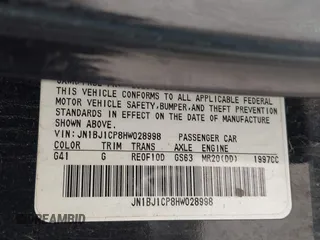 THIS VEHICLE CONFORMS TO ALL APPLICABLE FEDERAL
MOTOR VEHICLE SAFETY, BUMPER, AND THEFT PREVENTION
STANDARDS IN EFFECT ON THE DATE OF MANUFACTURE
SHOWN ABOVE.
VIN: JN1BJ1CP8HW028998 PASSENGER CAR
COLOR TRIM TRANS AXLE ENGINE
G41 G RE0F10D GS63 MR20(DD) 1997CC
JN1BJ1CP8HW028998
DREAMBID